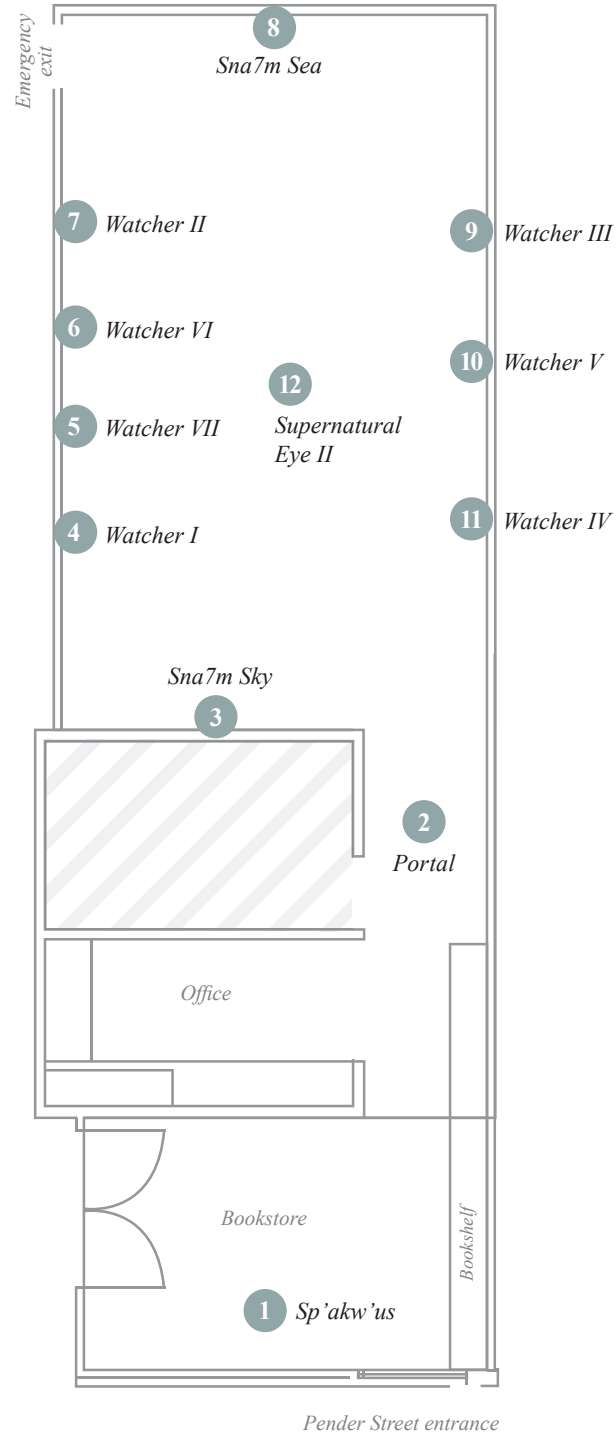 Emergency
exit
8
Sna7m Sea
7 Watcher II
9 Watcher III
6 Watcher VI
10 Watcher V
12
Supernatural
Eye II
5 Watcher VII
4 Watcher I
11 Watcher IV
Sna7m Sky
3
2
Portal
Office
Bookstore
Bookshelf
1 Sp’akw’us
Pender Street entrance